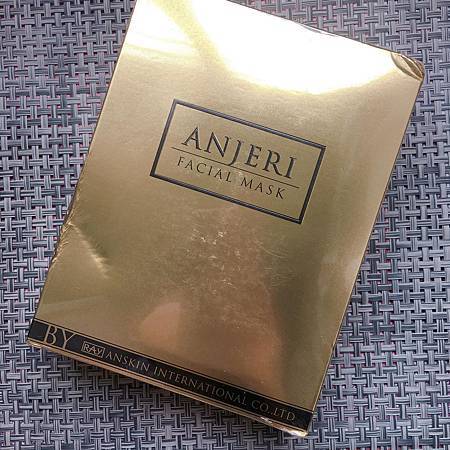 ANJERI
FACIAL MASK
BY RAY ANSKIN INTERNATIONAL CO.,LTD.